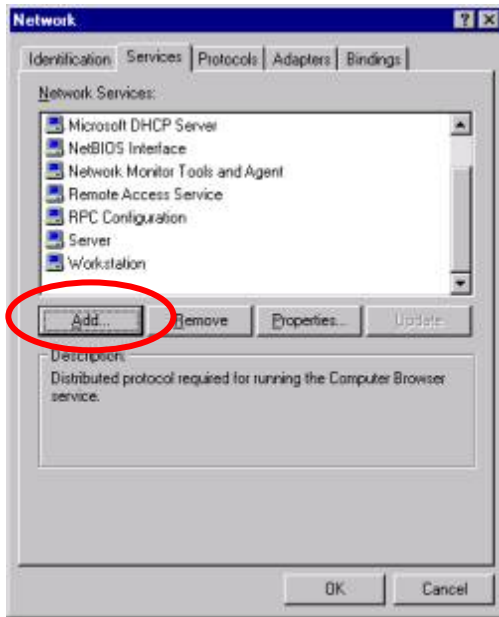 Network
Identification Services Protocols Adapters Bindings
Network Services:
Microsoft DHCP Server
NetBIOS Interface
Network Monitor Tools and Agent
Remote Access Service
RPC Configuration
Server
Workstation
Add... Remove Properties... Update
Description:
Distributed protocol required for running the Computer Browser
service.
OK Cancel